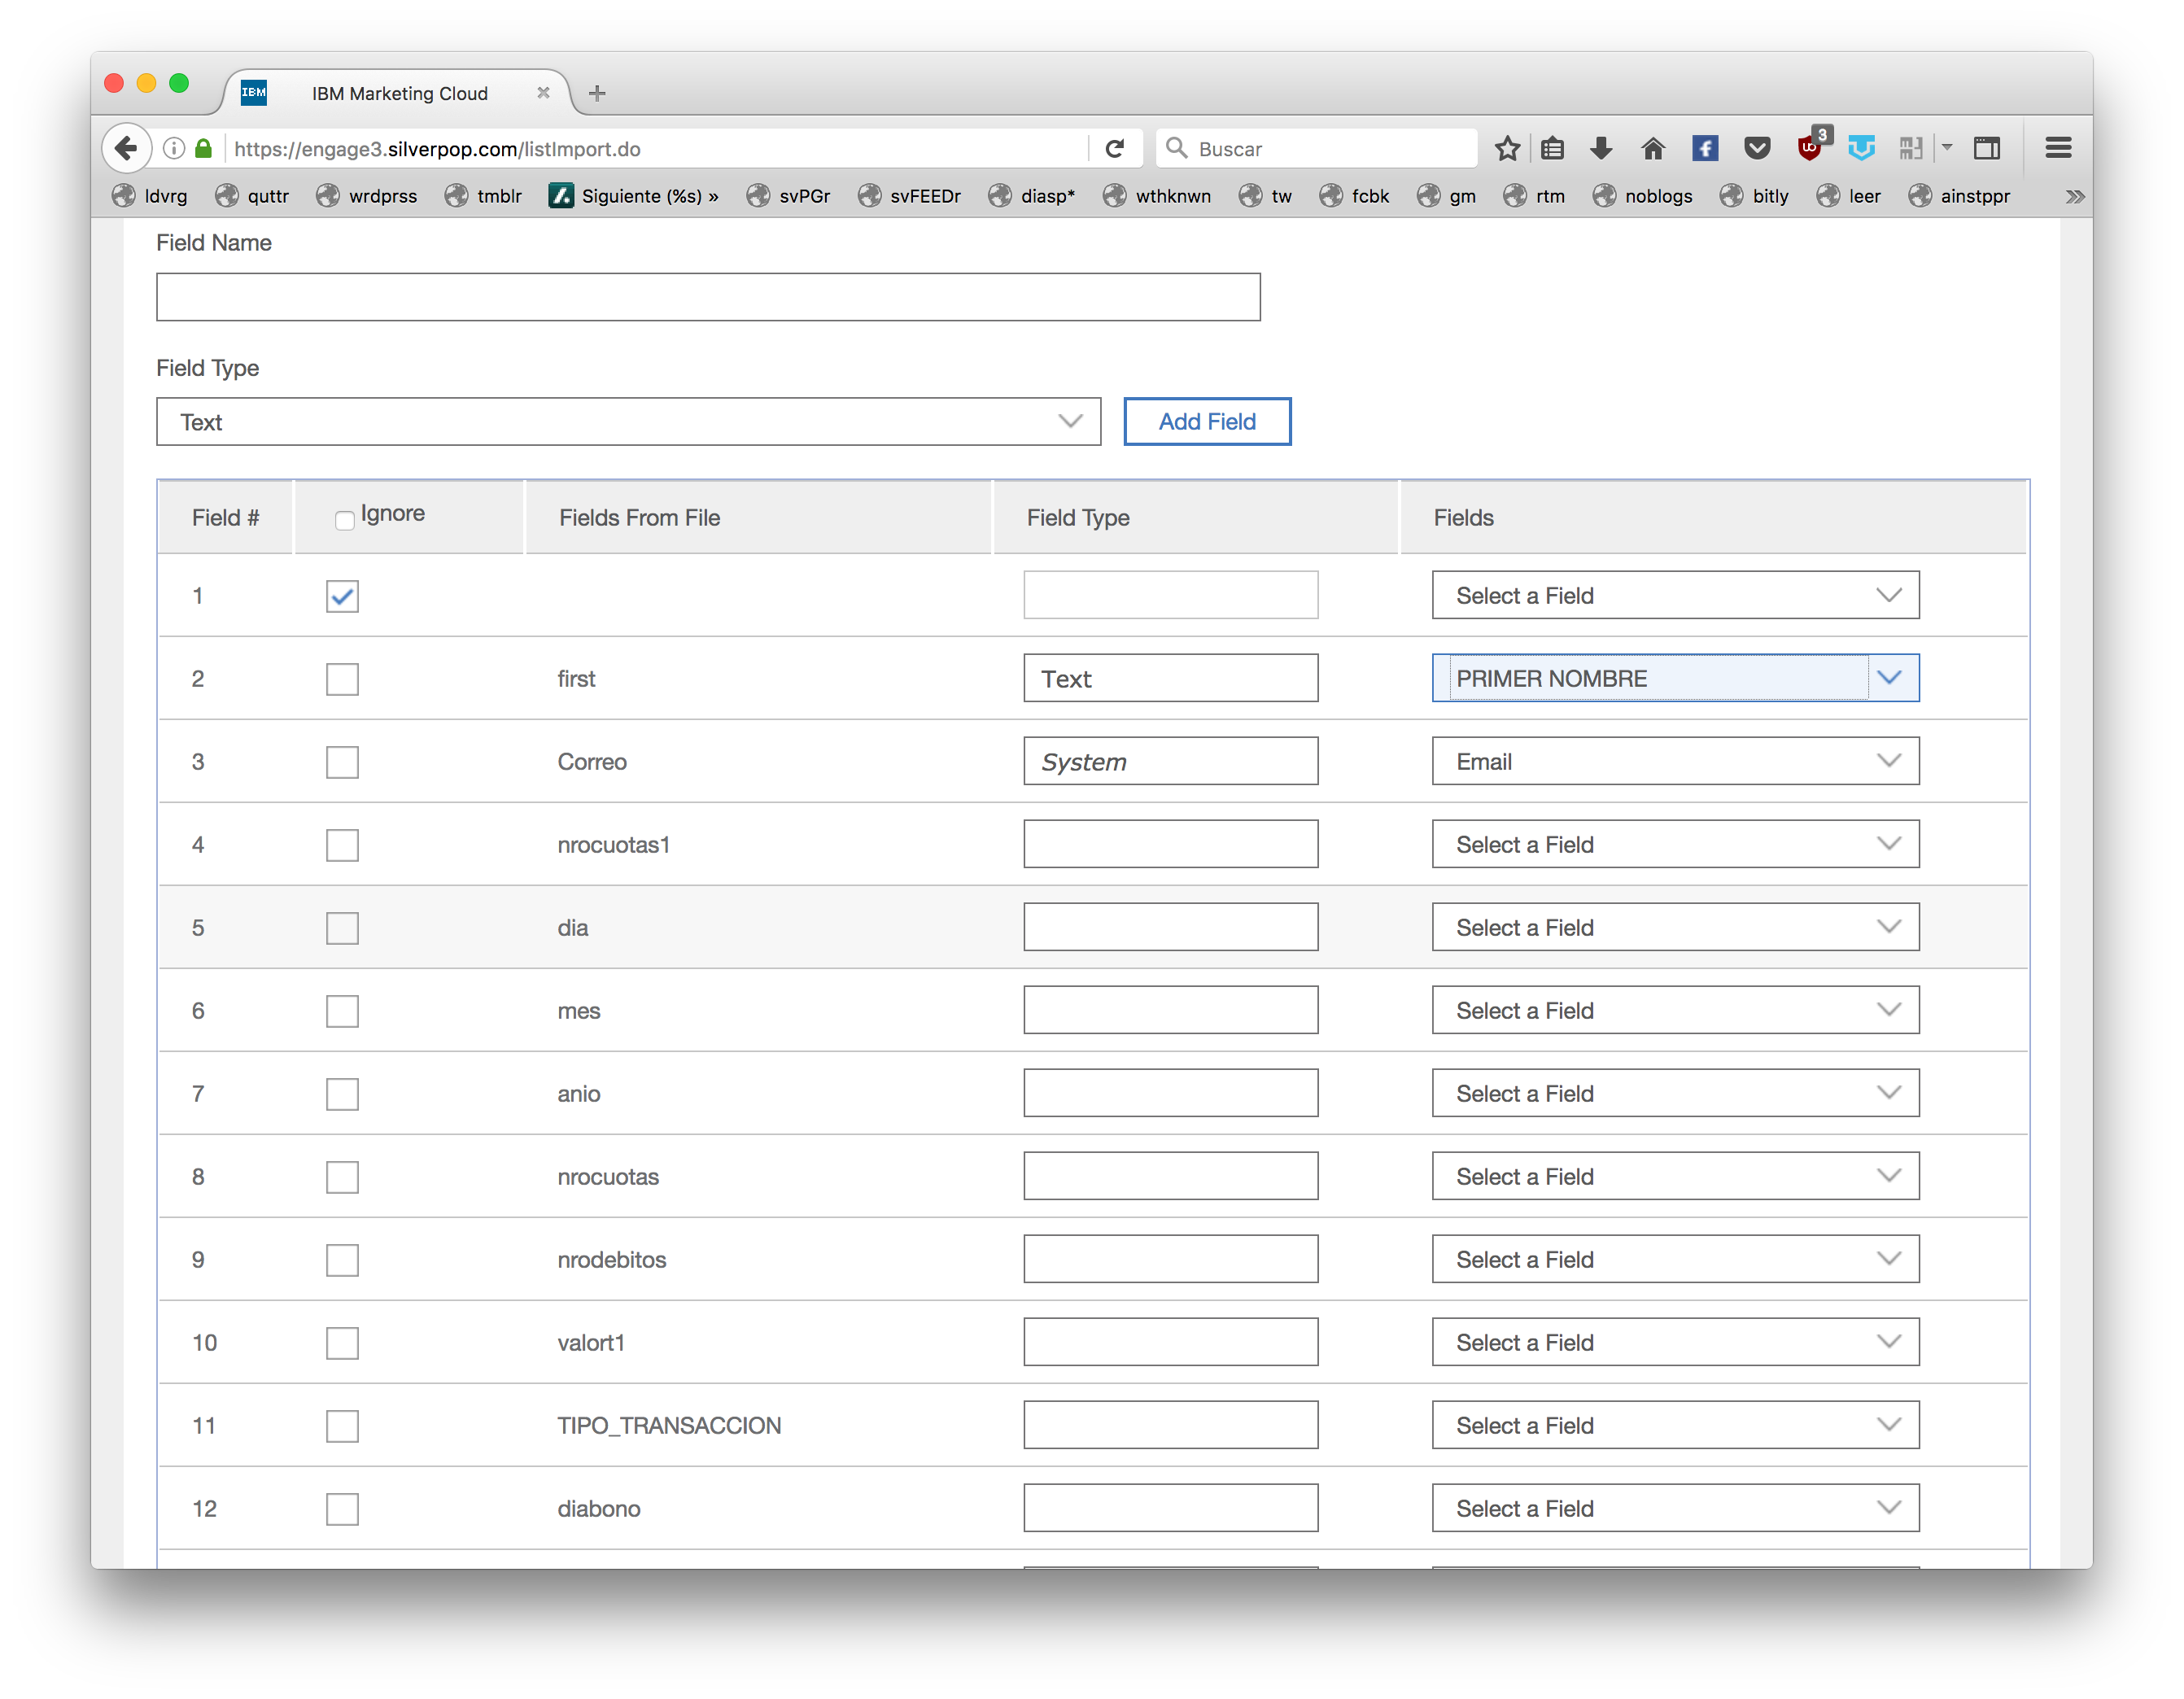 IBM IBM Marketing Cloud
https://engage3.silverpop.com/listImport.do Buscar 3
ldvrg quttr wrdprss tmblr Siguiente (%s) » svPGr svFEEDr diasp* wthknwn tw fcbk gm rtm noblogs bitly leer ainstppr
Field Name
Field Type
Text Add Field
Field # Ignore Fields From File Field Type Fields
1 Select a Field
2 first Text PRIMER NOMBRE
3 Correo System Email
4 nrocuotas1 Select a Field
5 dia Select a Field
6 mes Select a Field
7 anio Select a Field
8 nrocuotas Select a Field
9 nrodebitos Select a Field
10 valort1 Select a Field
11 TIPO_TRANSACCION Select a Field
12 diabono Select a Field